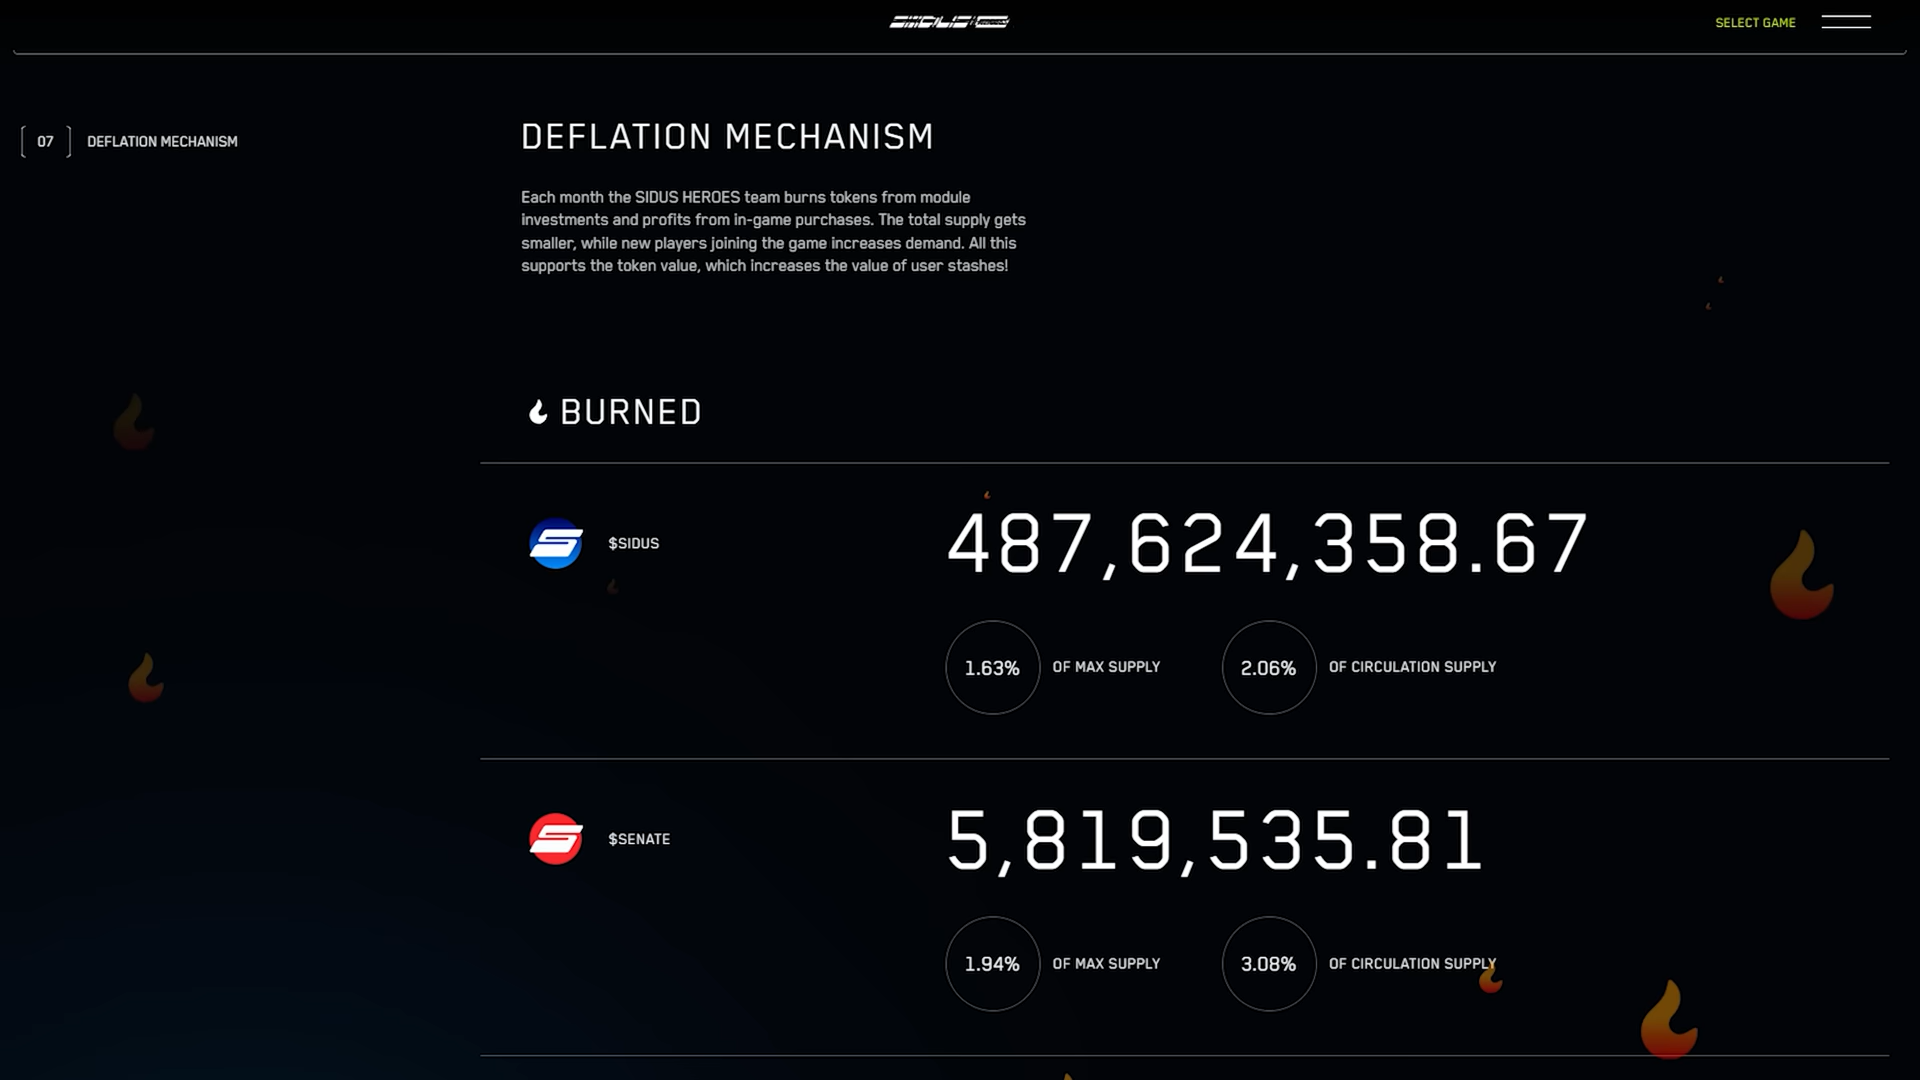 SIDUS
SELECT GAME
07
DEFLATION MECHANISM
DEFLATION MECHANISM
Each month the SIDUS HEROES team burns tokens from module
investments and profits from in-game purchases. The total supply gets
smaller, while new players joining the game increases demand. All this
supports the token value, which increases the value of user stashes!
BURNED
$SIDUS
487,624,358.67
1.63%
OF MAX SUPPLY
2.06%
OF CIRCULATION SUPPLY
$SENATE
5,819,535.81
1.94%
OF MAX SUPPLY
3.08%
OF CIRCULATION SUPPLY